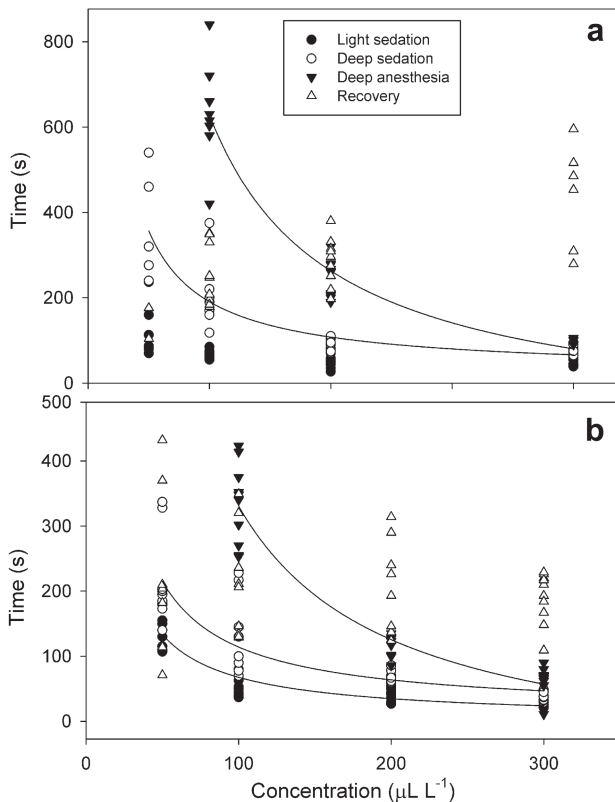 a
Light sedation
Deep sedation
Deep anesthesia
Recovery
800
600
400
200
0
Time (s)
b
500
400
300
200
100
0
Time (s)
0 100 200 300
Concentration (µL L⁻¹)